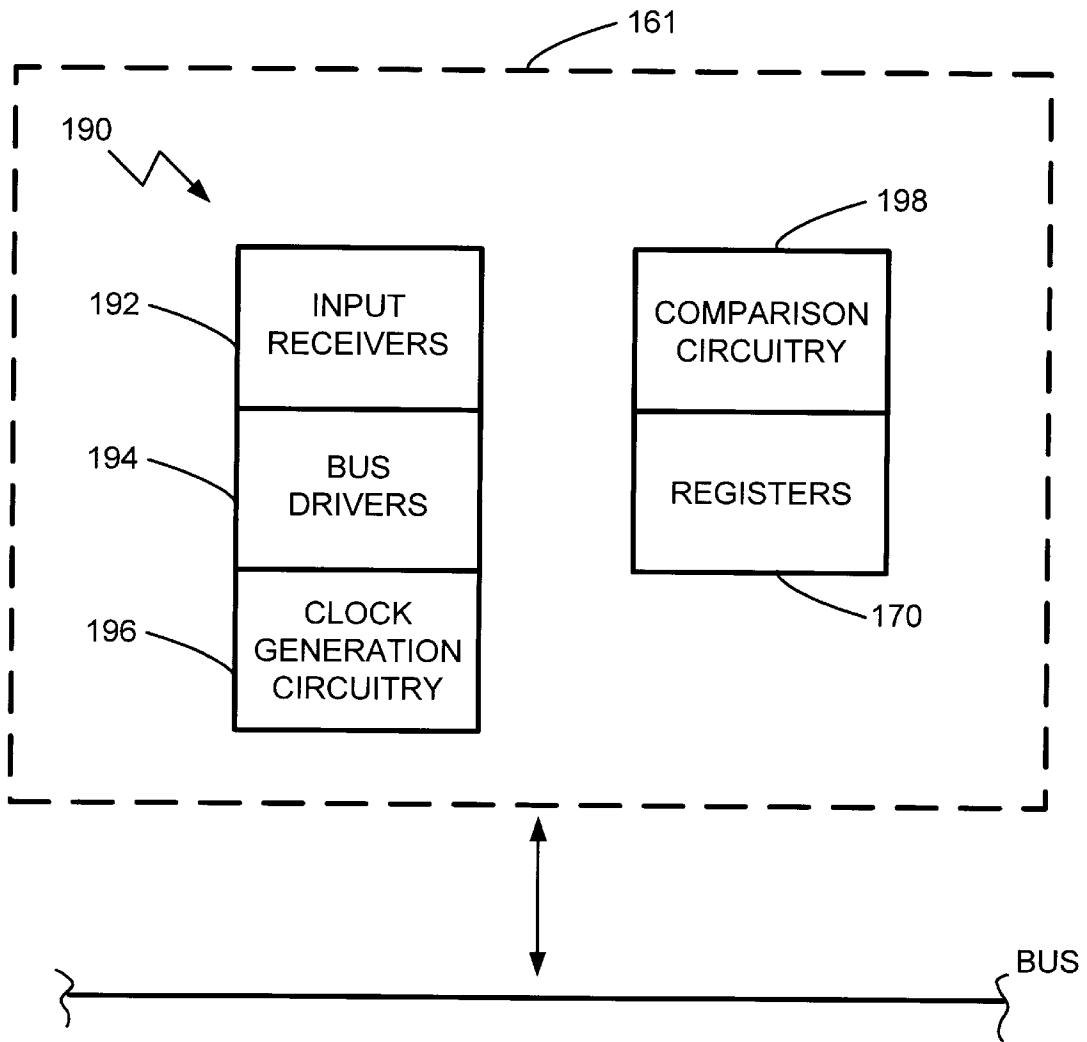 161
190
198
192
INPUT
RECEIVERS
COMPARISON
CIRCUITRY
194
BUS
DRIVERS
REGISTERS
196
CLOCK
GENERATION
CIRCUITRY
170
BUS